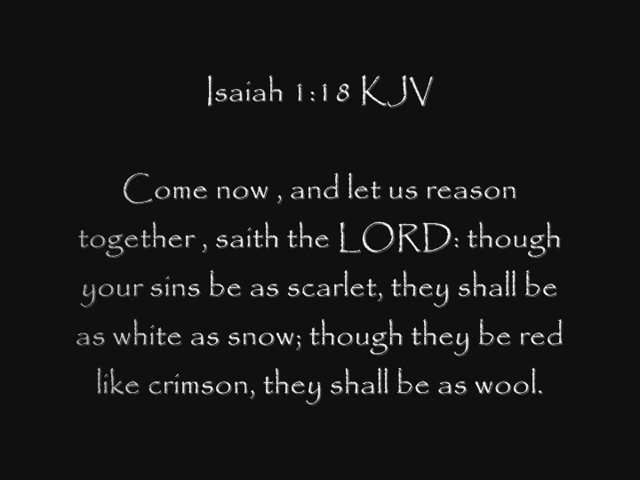 Isaiah 1:18 KJV
Come now , and let us reason
together , saith the LORD: though
your sins be as scarlet, they shall be
as white as snow; though they be red
like crimson, they shall be as wool.